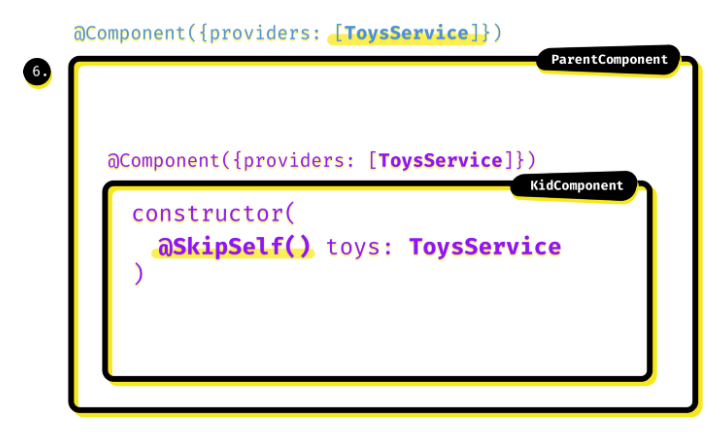 @Component({providers: [ToysService]})
6.
ParentComponent
@Component({providers: [ToysService]})
KidComponent
constructor(
@SkipSelf() toys: ToysService
)